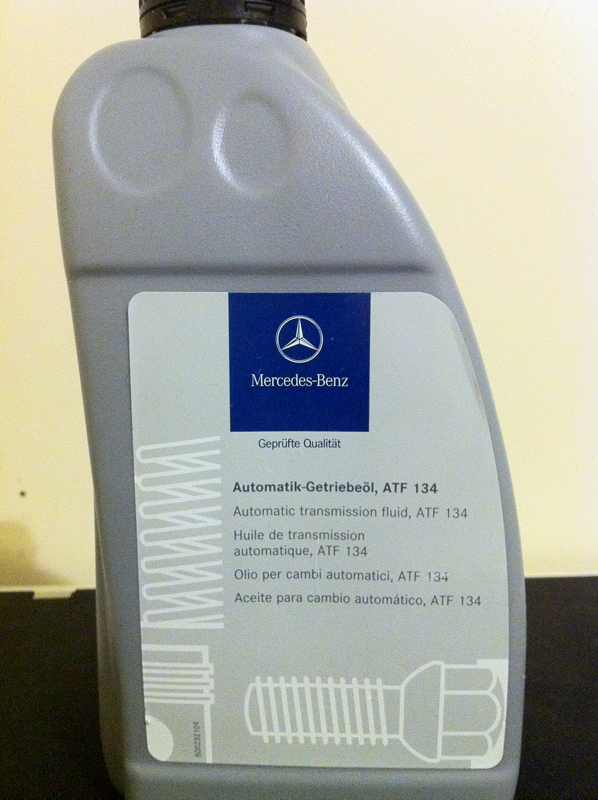 Mercedes-Benz
Geprüfte Qualität
Automatik-Getriebeöl, ATF 134
Automatic transmission fluid, ATF 134
Huile de transmission
automatique, ATF 134
Olio per cambi automatici, ATF 134
Aceite para cambio automático, ATF 134